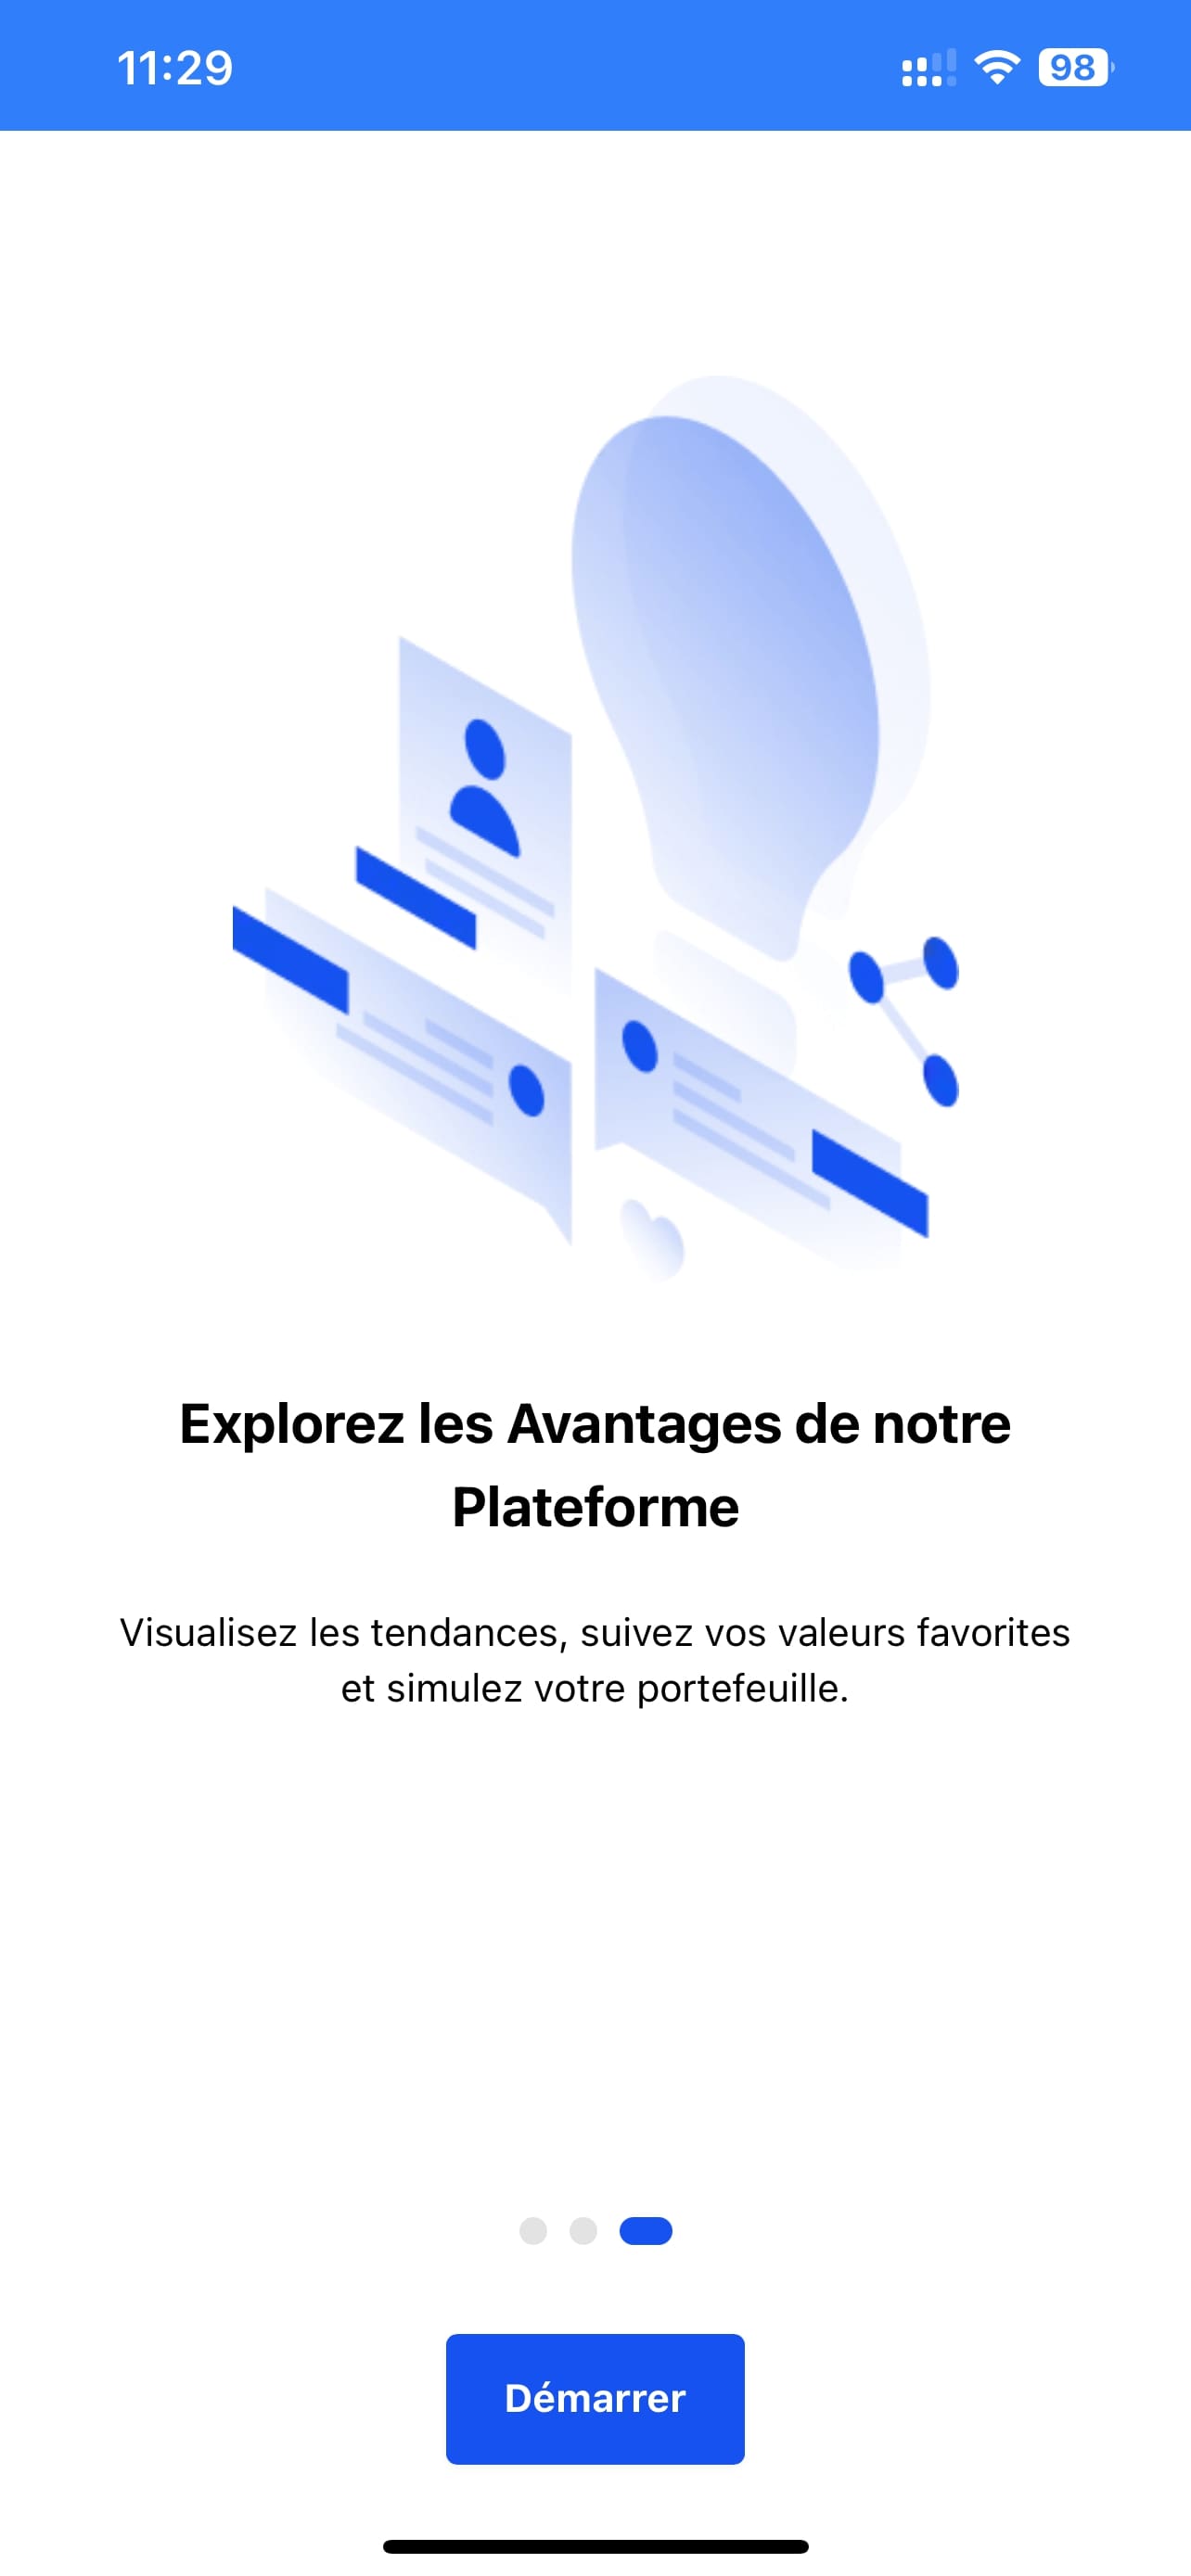 11:29
98
Explorez les Avantages de notre
Plateforme
Visualisez les tendances, suivez vos valeurs favorites
et simulez votre portefeuille.
Démarrer